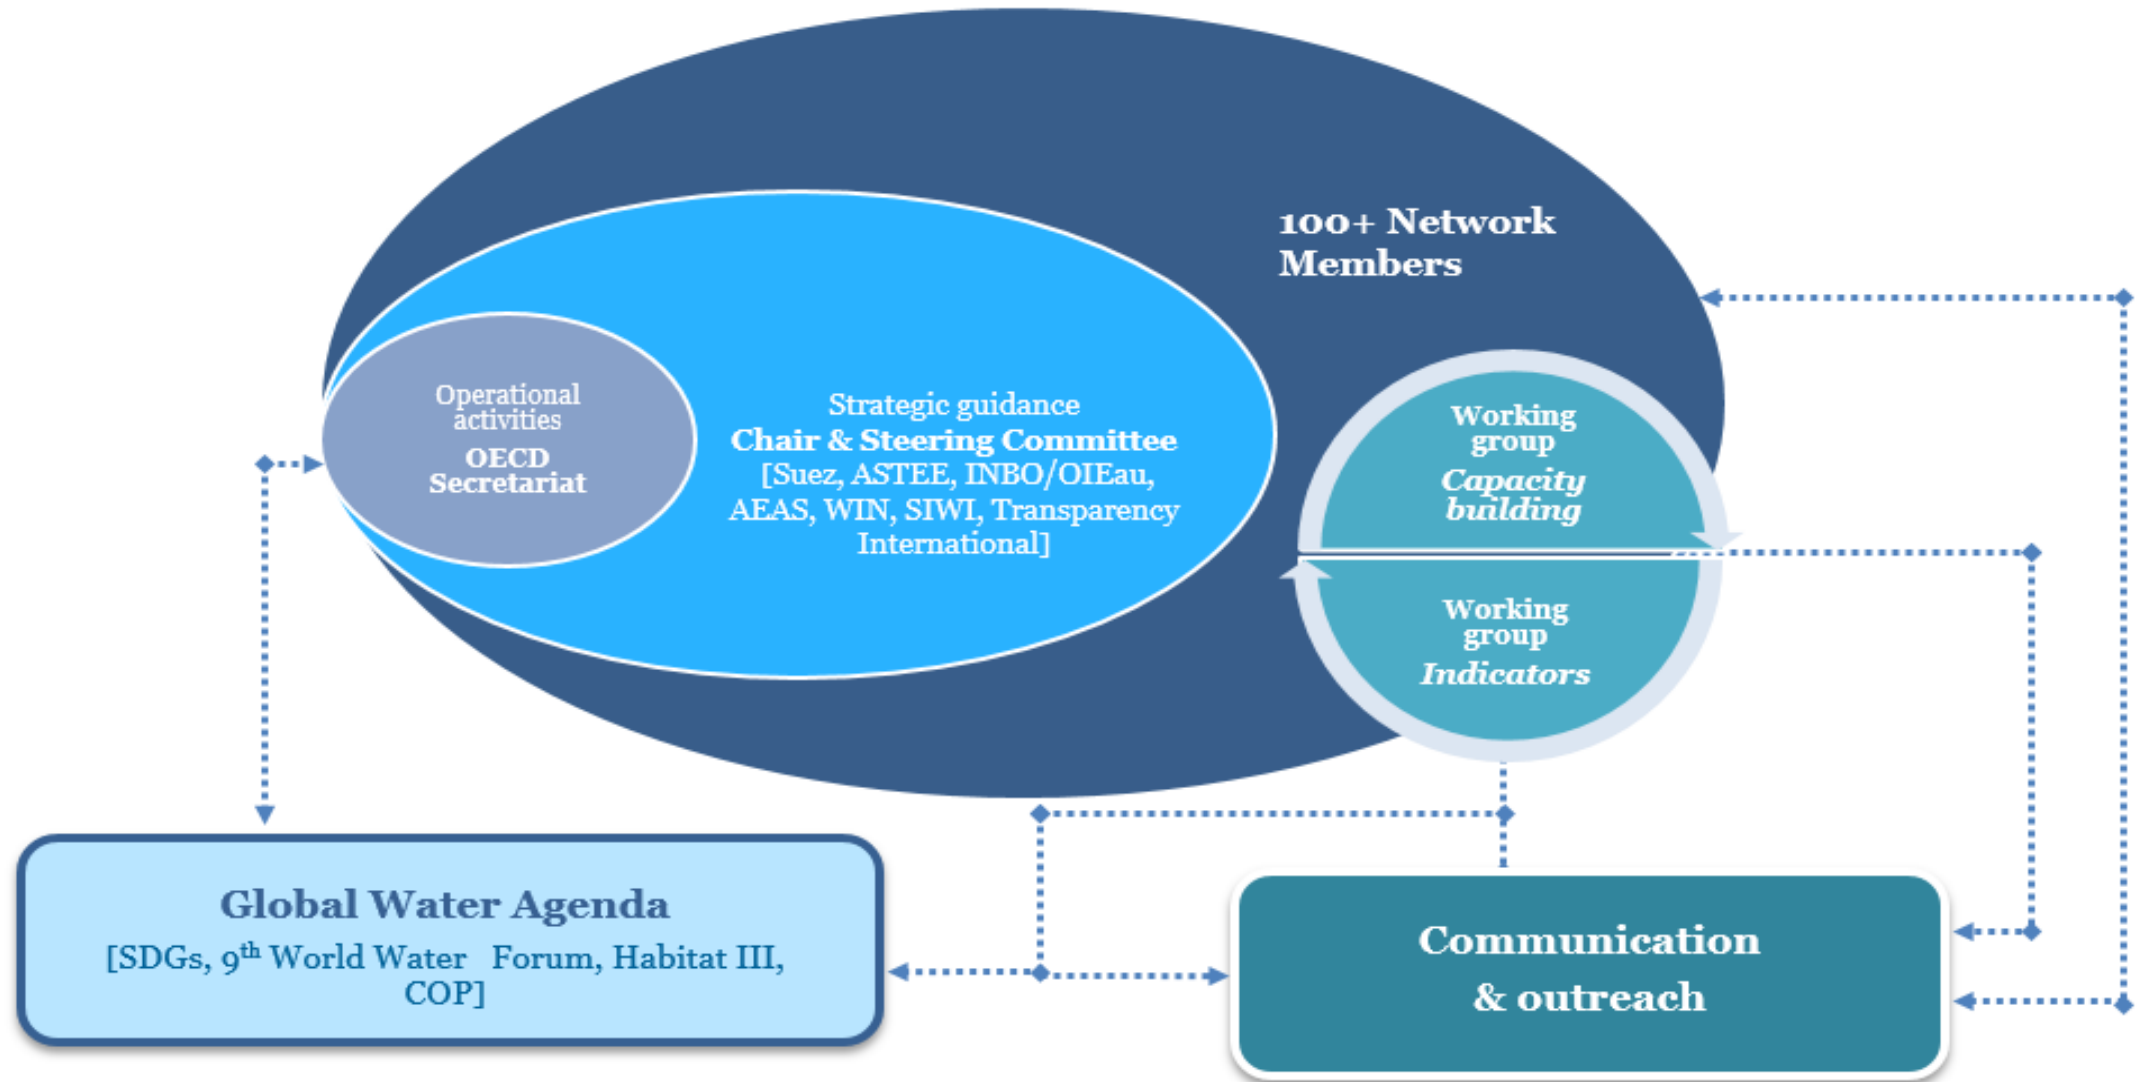 100+ Network
Members
Operational
activities
OECD
Secretariat
Strategic guidance
Chair & Steering Committee
[Suez, ASTEE, INBO/OIEau,
AEAS, WIN, SIWI, Transparency
International]
Working
group
Capacity
building
Working
group
Indicators
Global Water Agenda
[SDGs, 9th World Water Forum, Habitat III,
COP]
Communication
& outreach